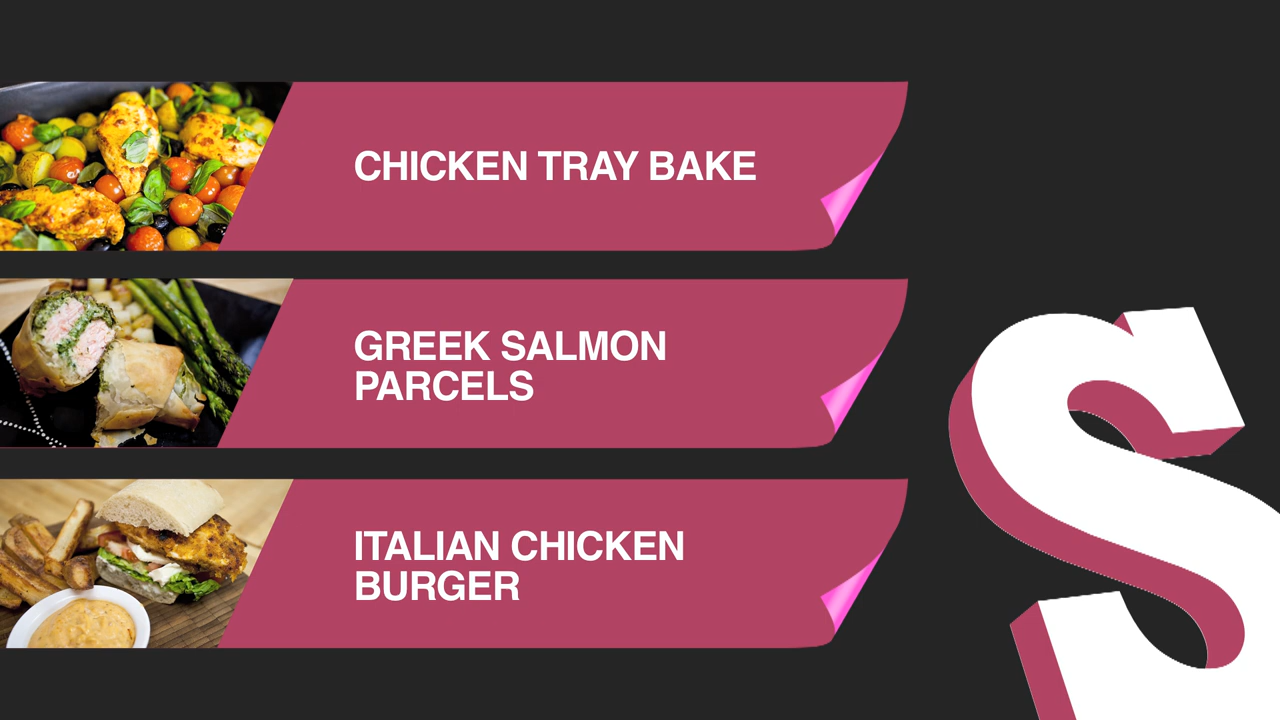 CHICKEN TRAY BAKE
GREEK SALMON
PARCELS
ITALIAN CHICKEN
BURGER
S